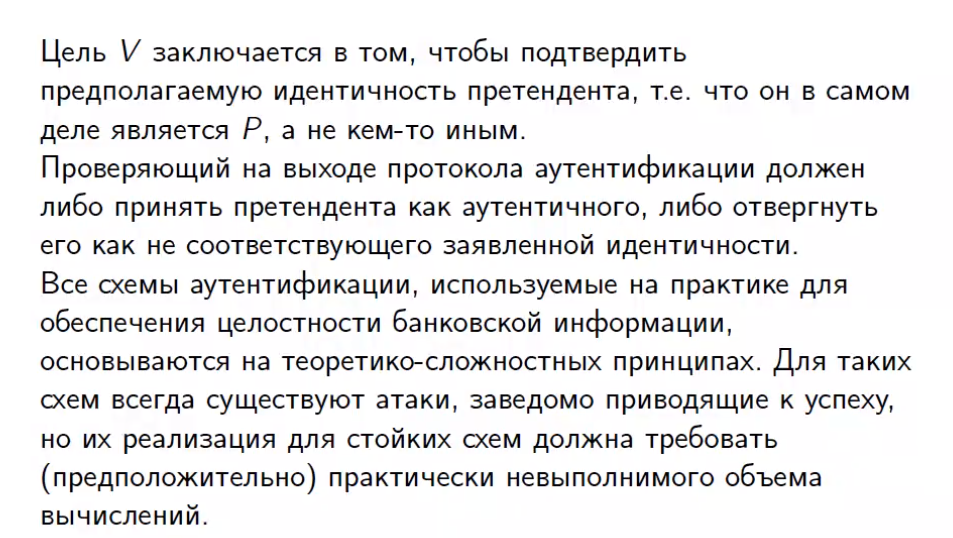 Цель V заключается в том, чтобы подтвердить
предполагаемую идентичность претендента, т.е. что он в самом
деле является P, а не кем-то иным.
Проверяющий на выходе протокола аутентификации должен
либо принять претендента как аутентичного, либо отвергнуть
его как не соответствующего заявленной идентичности.
Все схемы аутентификации, используемые на практике для
обеспечения целостности банковской информации,
основываются на теоретико-сложностных принципах. Для таких
схем всегда существуют атаки, заведомо приводящие к успеху,
но их реализация для стойких схем должна требовать
(предположительно) практически невыполнимого объема
вычислений.